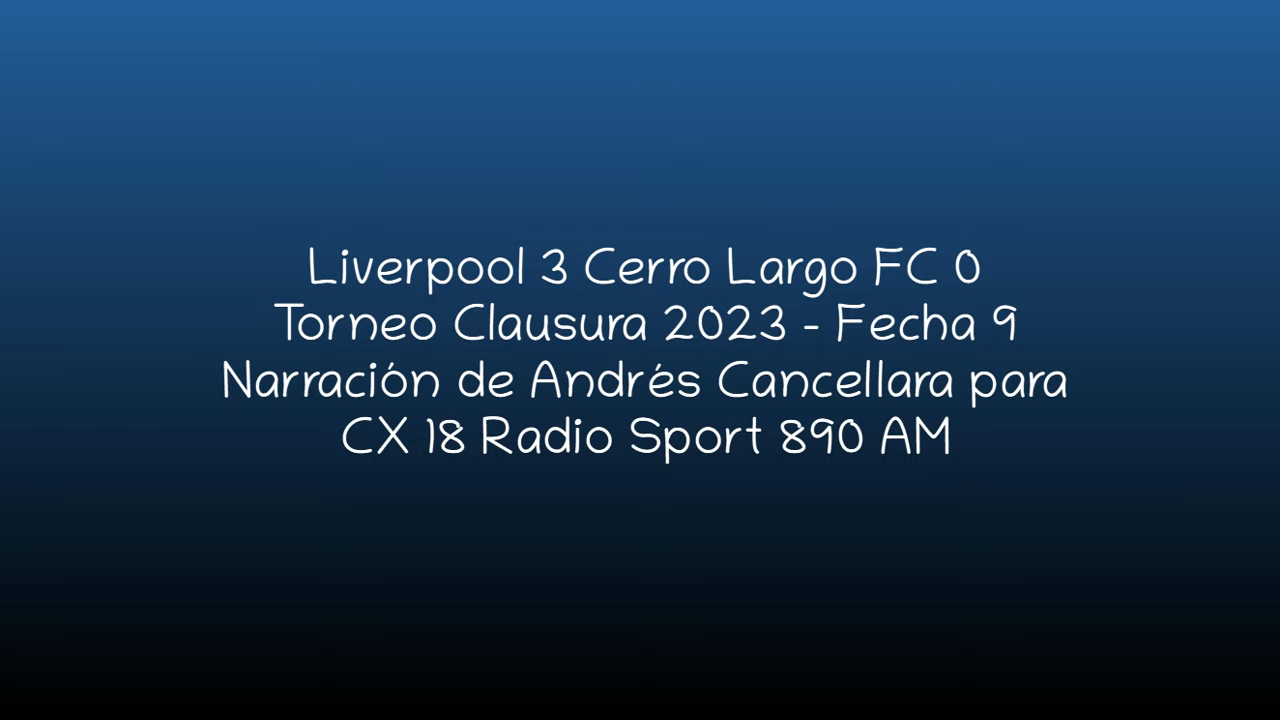 Liverpool 3 Cerro Largo FC 0
Torneo Clausura 2023 - Fecha 9
Narración de Andrés Cancellara para
CX 18 Radio Sport 890 AM